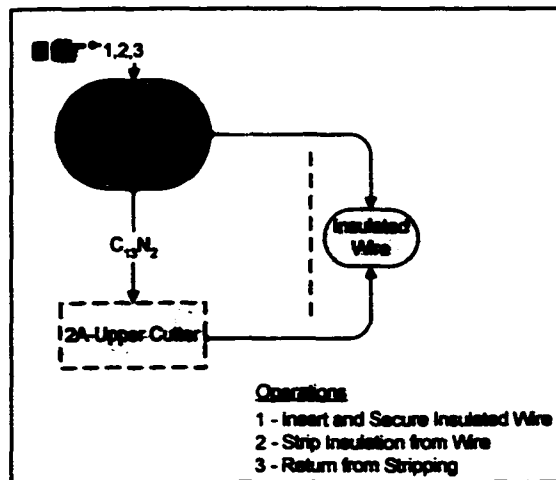 1,2,3
C₁₃N₂
Insulated
Wire
2A-Upper-Cutter
Operations
1 - Insert and Secure Insulated Wire
2 - Strip Insulation from Wire
3 - Return from Stripping